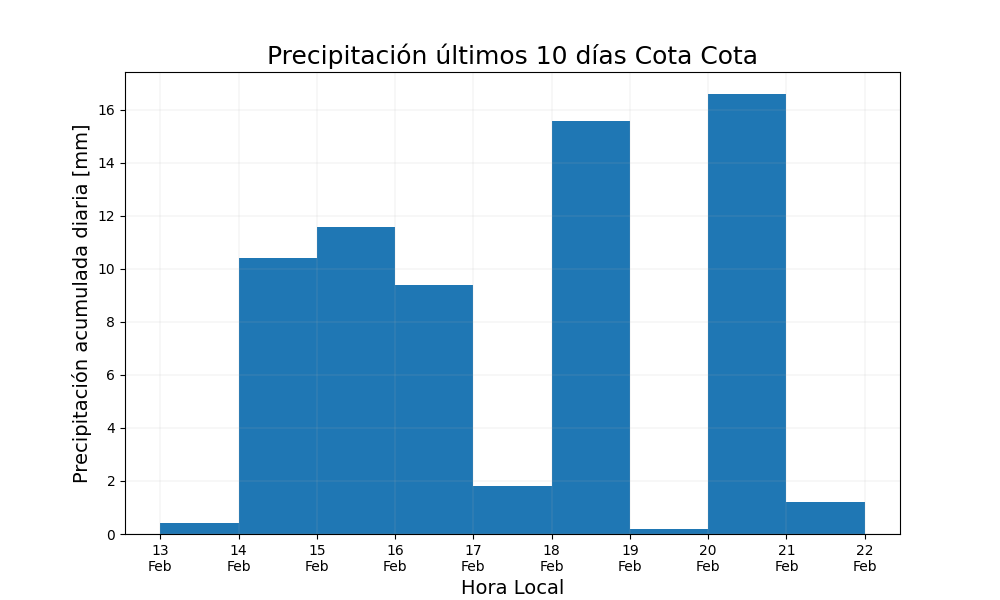 Precipitación últimos 10 días Cota Cota
Precipitación acumulada diaria [mm]
16
14
12
10
8
6
4
2
0
13 14 15 16 17 18 19 20 21 22
Feb Feb Feb Feb Feb Feb Feb Feb Feb Feb
Hora Local